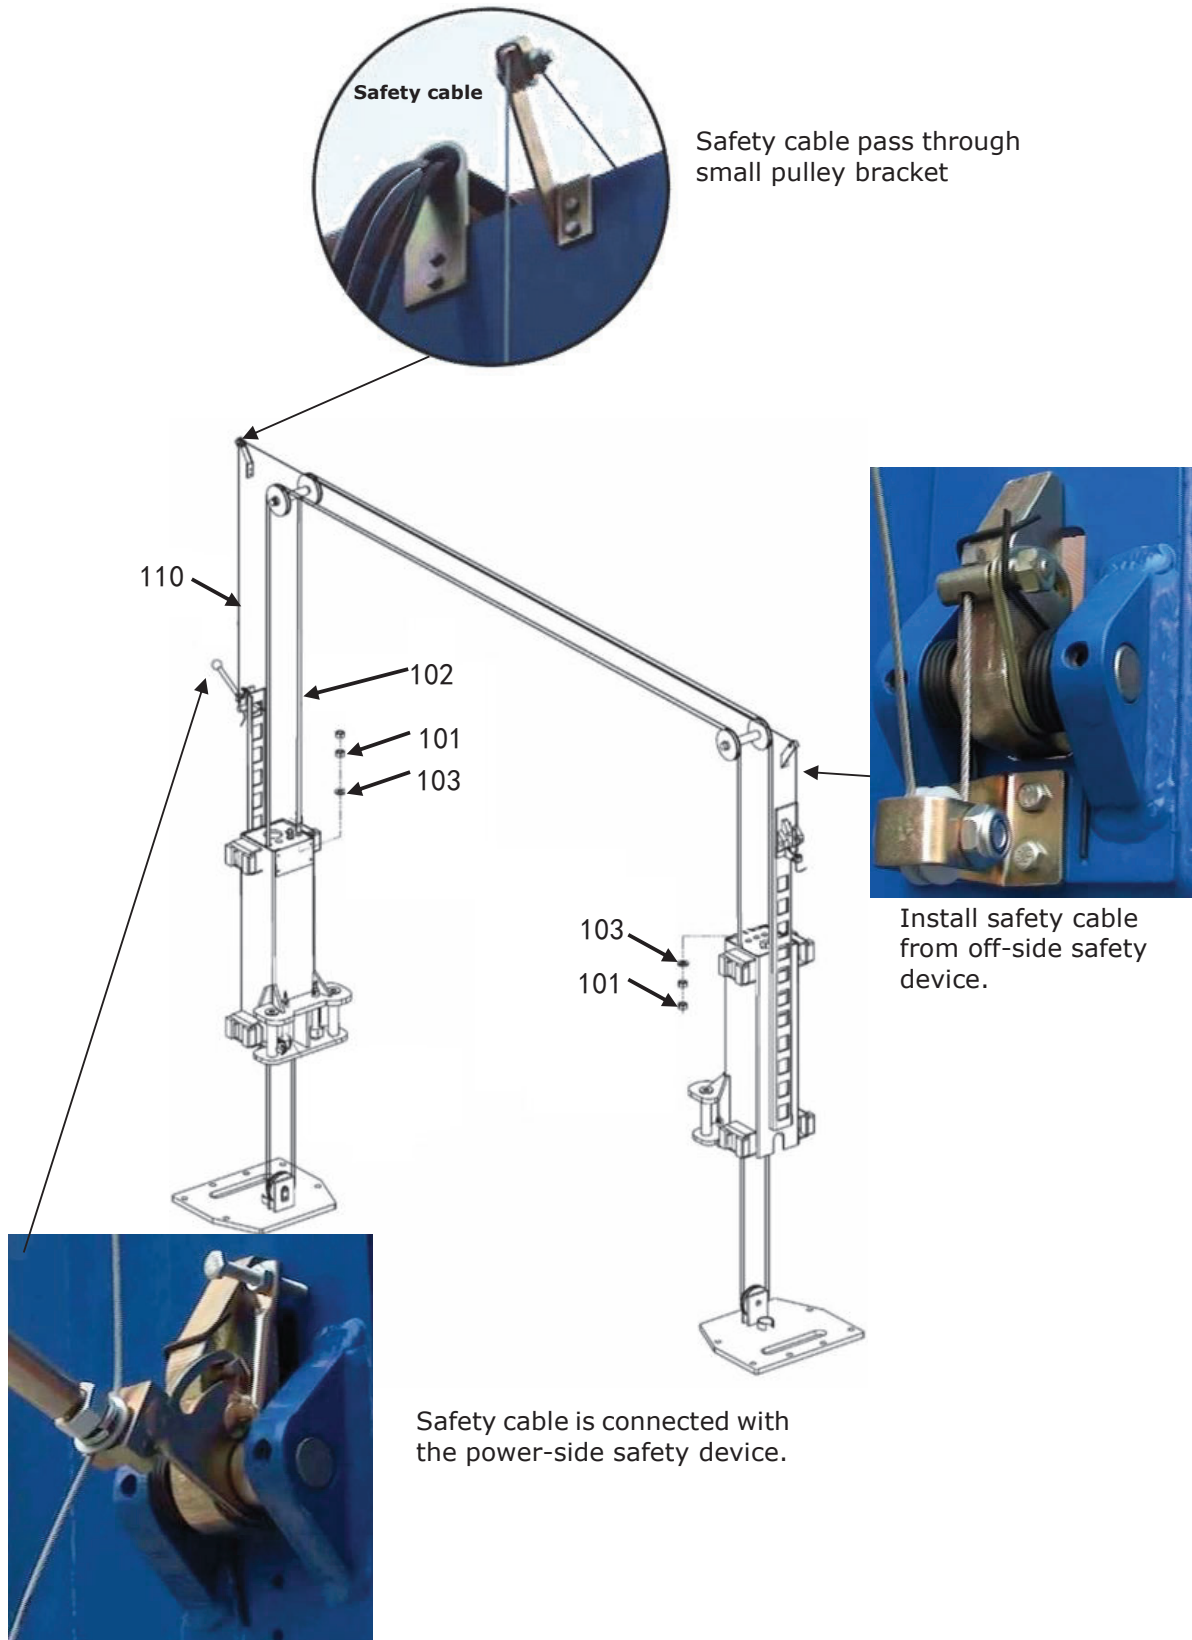 Safety cable
Safety cable pass through
small pulley bracket
110
102
101
103
103
101
Install safety cable
from off-side safety
device.
Safety cable is connected with
the power-side safety device.